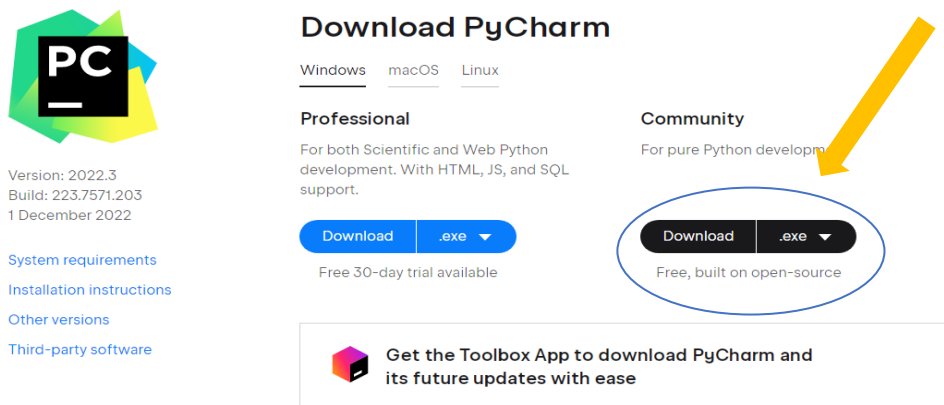 PC
Version: 2022.3
Build: 223.7571.203
1 December 2022
System requirements
Installation instructions
Other versions
Third-party software
Download PyCharm
Windows macOS Linux
Professional
For both Scientific and Web Python
development. With HTML, JS, and SQL
support.
Download .exe
Free 30-day trial available
Community
For pure Python
Download .exe
Free, built on open-source
Get the Toolbox App to download PyCharm and
its future updates with ease